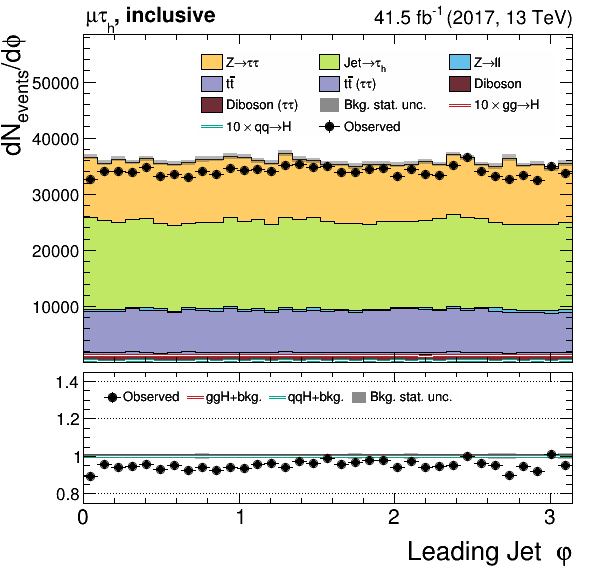 μτh, inclusive 41.5 fb-1 (2017, 13 TeV)
dNevents/dϕ
Z→ττ Jet→τh Z→ll
tt̄ tt̄ (ττ) Diboson
Diboson (ττ) Bkg. stat. unc. 10 × gg→H
10 × qq→H Observed
50000
40000
30000
20000
10000
1.4
Observed ggH+bkg. qqH+bkg. Bkg. stat. unc.
1.2
1
0.8
0 1 2 3
Leading Jet φ